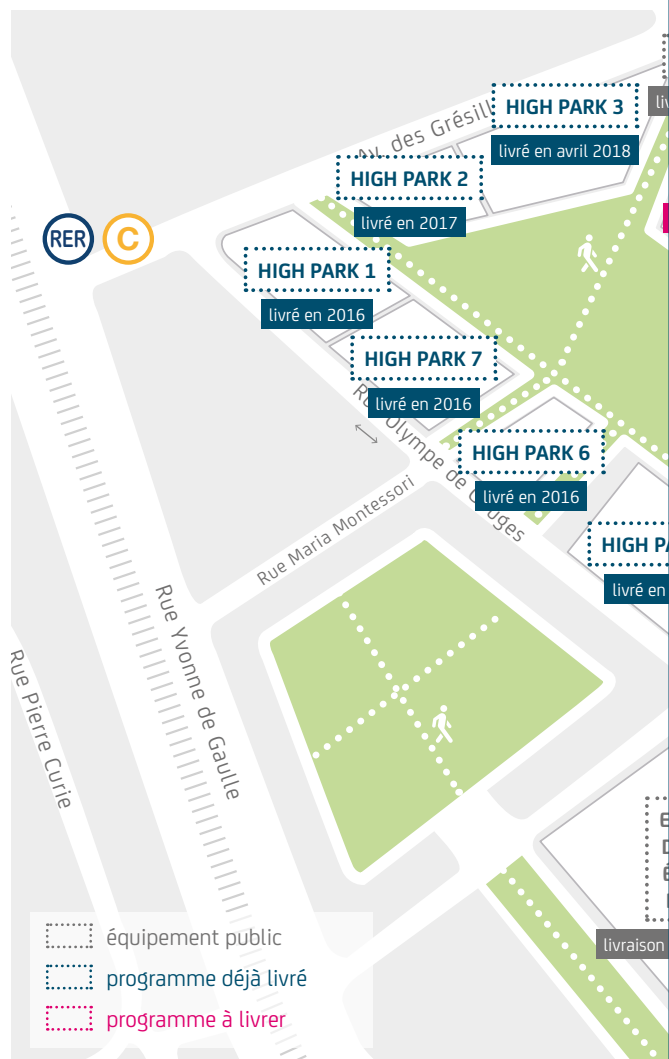 HIGH PARK 3
livré en avril 2018
Av. des Grésill
HIGH PARK 2
livré en 2017
RER C
HIGH PARK 1
livré en 2016
HIGH PARK 7
livré en 2016
Olympe de
HIGH PARK 6
livré en 2016
Rue Maria Montessori
HIGH
livré en
Rue Yvonne de Gaulle
Rue Pierre Curie
livraison
équipement public
programme déjà livré
programme à livrer